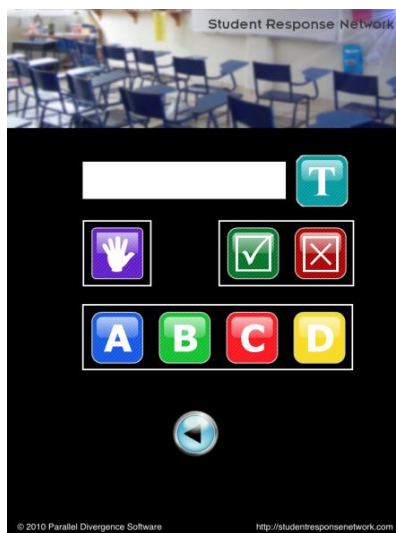 Student Response Network
T
A B C D
© 2010 Parallel Divergence Software http://studentresponsenetwork.com